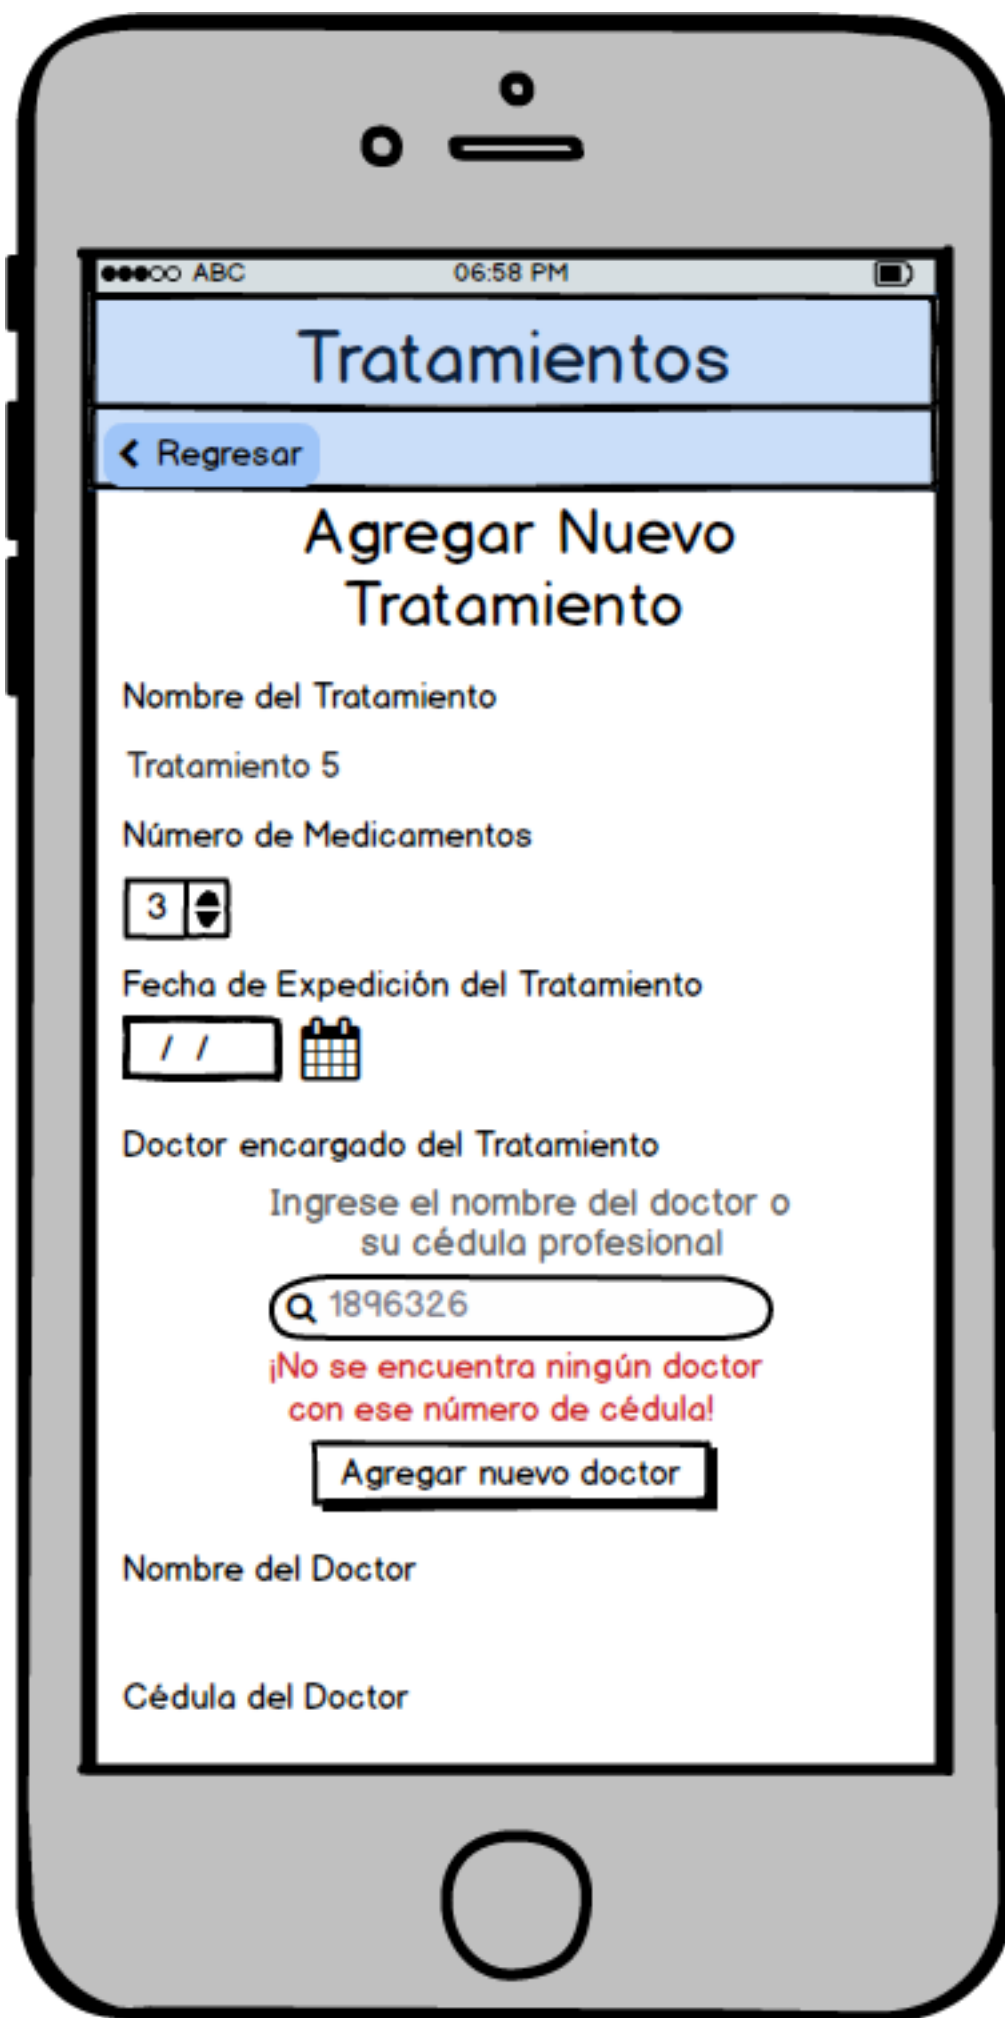 ABC 06:58 PM
Tratamientos
Regresar
Agregar Nuevo
Tratamiento
Nombre del Tratamiento
Tratamiento 5
Número de Medicamentos
3
Fecha de Expedición del Tratamiento
/ /
Doctor encargado del Tratamiento
Ingrese el nombre del doctor o
su cédula profesional
1896326
¡No se encuentra ningún doctor
con ese número de cédula!
Agregar nuevo doctor
Nombre del Doctor
Cédula del Doctor